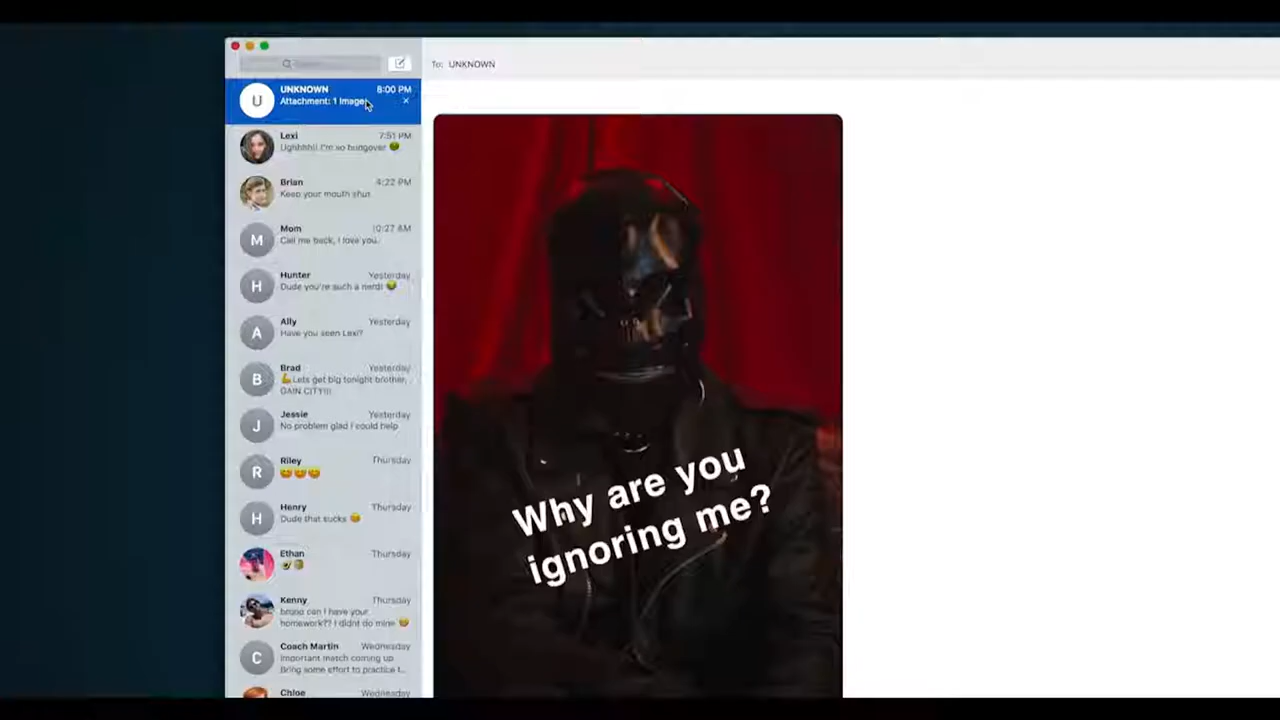 To: UNKNOWN
UNKNOWN 8:00 PM
Attachment: 1 Image
Lexi 7:51 PM
Ughhhh!! I'm so hungover
Brian 4:22 PM
Keep your mouth shut
Mom 10:27 AM
Call me back, I love you.
Hunter Yesterday
Dude you're such a nerd!
Ally Yesterday
Have you seen Lexi?
Brad Yesterday
💪Lets get big tonight brother,
GAIN CITY!!!
Jessie Yesterday
No problem glad I could help
Riley Thursday
Henry Thursday
Dude that sucks
Ethan Thursday
Kenny Thursday
can I have your
homework?? I didnt do mine
Coach Martin Wednesday
Important match coming up
Bring some effort to practice t...
Chloe Wednesday
U
M
H
A
B
J
R
H
C
Why are you
ignoring me?